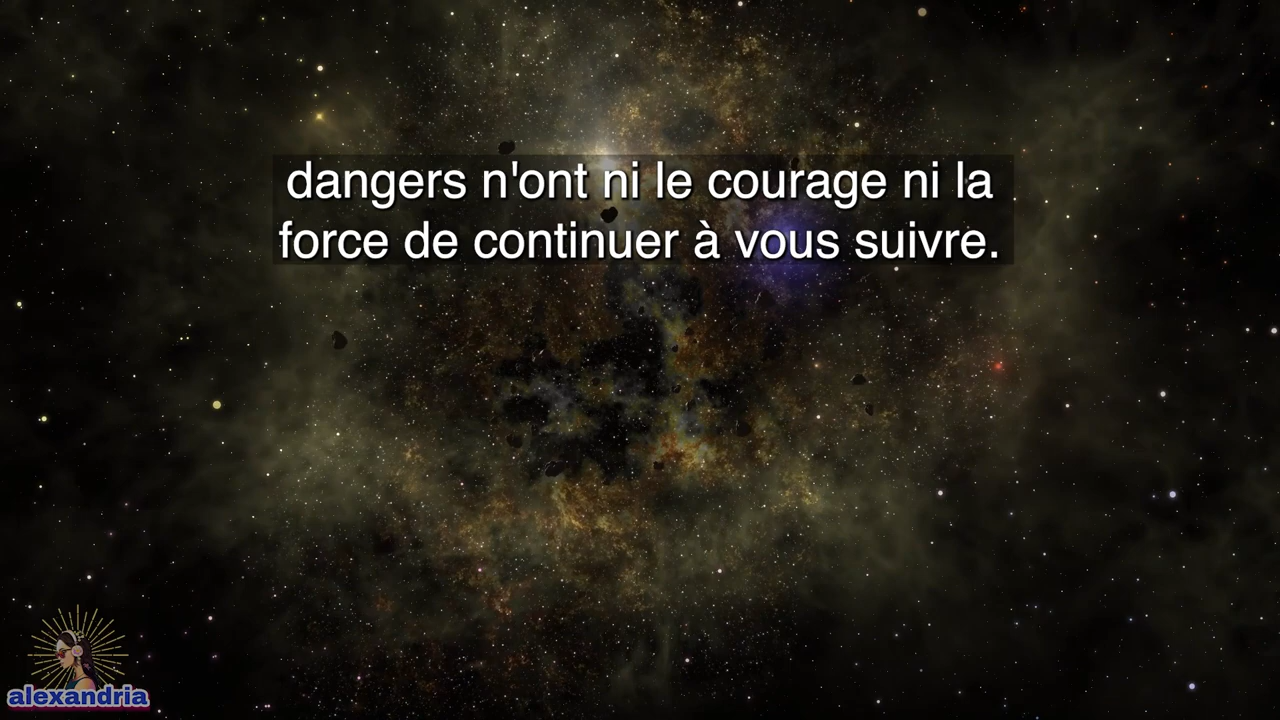 dangers n'ont ni le courage ni la
force de continuer à vous suivre.
alexandria